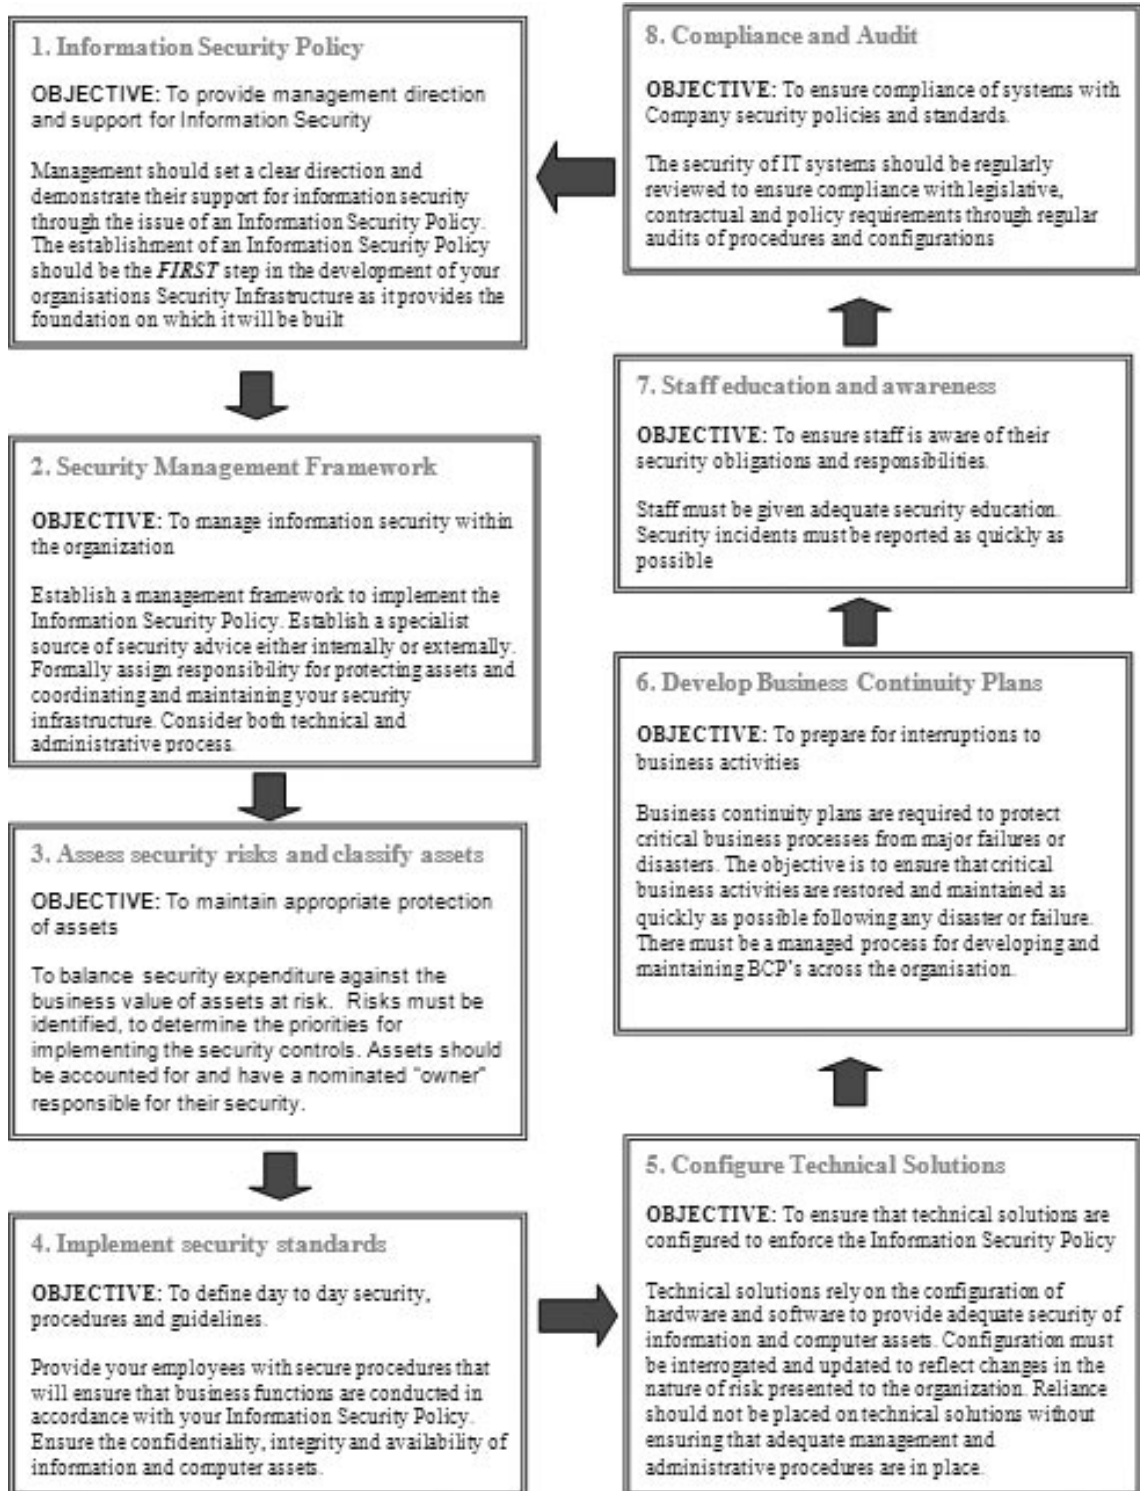 1. Information Security Policy
OBJECTIVE: To provide management direction
and support for Information Security
Management should set a clear direction and
demonstrate their support for information security
through the issue of an Information Security Policy.
The establishment of an Information Security Policy
should be the FIRST step in the development of your
organisations Security Infrastructure as it provides the
foundation on which it will be built
2. Security Management Framework
OBJECTIVE: To manage information security within
the organization
Establish a management framework to implement the
Information Security Policy. Establish a specialist
source of security advice either internally or externally.
Formally assign responsibility for protecting assets and
coordinating and maintaining your security
infrastructure. Consider both technical and
administrative process.
3. Assess security risks and classify assets
OBJECTIVE: To maintain appropriate protection
of assets
To balance security expenditure against the
business value of assets at risk. Risks must be
identified, to determine the priorities for
implementing the security controls. Assets should
be accounted for and have a nominated "owner"
responsible for their security.
4. Implement security standards
OBJECTIVE: To define day to day security,
procedures and guidelines.
Provide your employees with secure procedures that
will ensure that business functions are conducted in
accordance with your Information Security Policy.
Ensure the confidentiality, integrity and availability of
information and computer assets.
5. Configure Technical Solutions
OBJECTIVE: To ensure that technical solutions are
configured to enforce the Information Security Policy
Technical solutions rely on the configuration of
hardware and software to provide adequate security of
information and computer assets. Configuration must
be interrogated and updated to reflect changes in the
nature of risk presented to the organization. Reliance
should not be placed on technical solutions without
ensuring that adequate management and
administrative procedures are in place.
6. Develop Business Continuity Plans
OBJECTIVE: To prepare for interruptions to
business activities
Business continuity plans are required to protect
critical business processes from major failures or
disasters. The objective is to ensure that critical
business activities are restored and maintained as
quickly as possible following any disaster or failure.
There must be a managed process for developing and
maintaining BCP's across the organisation.
7. Staff education and awareness
OBJECTIVE: To ensure staff is aware of their
security obligations and responsibilities.
Staff must be given adequate security education.
Security incidents must be reported as quickly as
possible
8. Compliance and Audit
OBJECTIVE: To ensure compliance of systems with
Company security policies and standards.
The security of IT systems should be regularly
reviewed to ensure compliance with legislative,
contractual and policy requirements through regular
audits of procedures and configurations